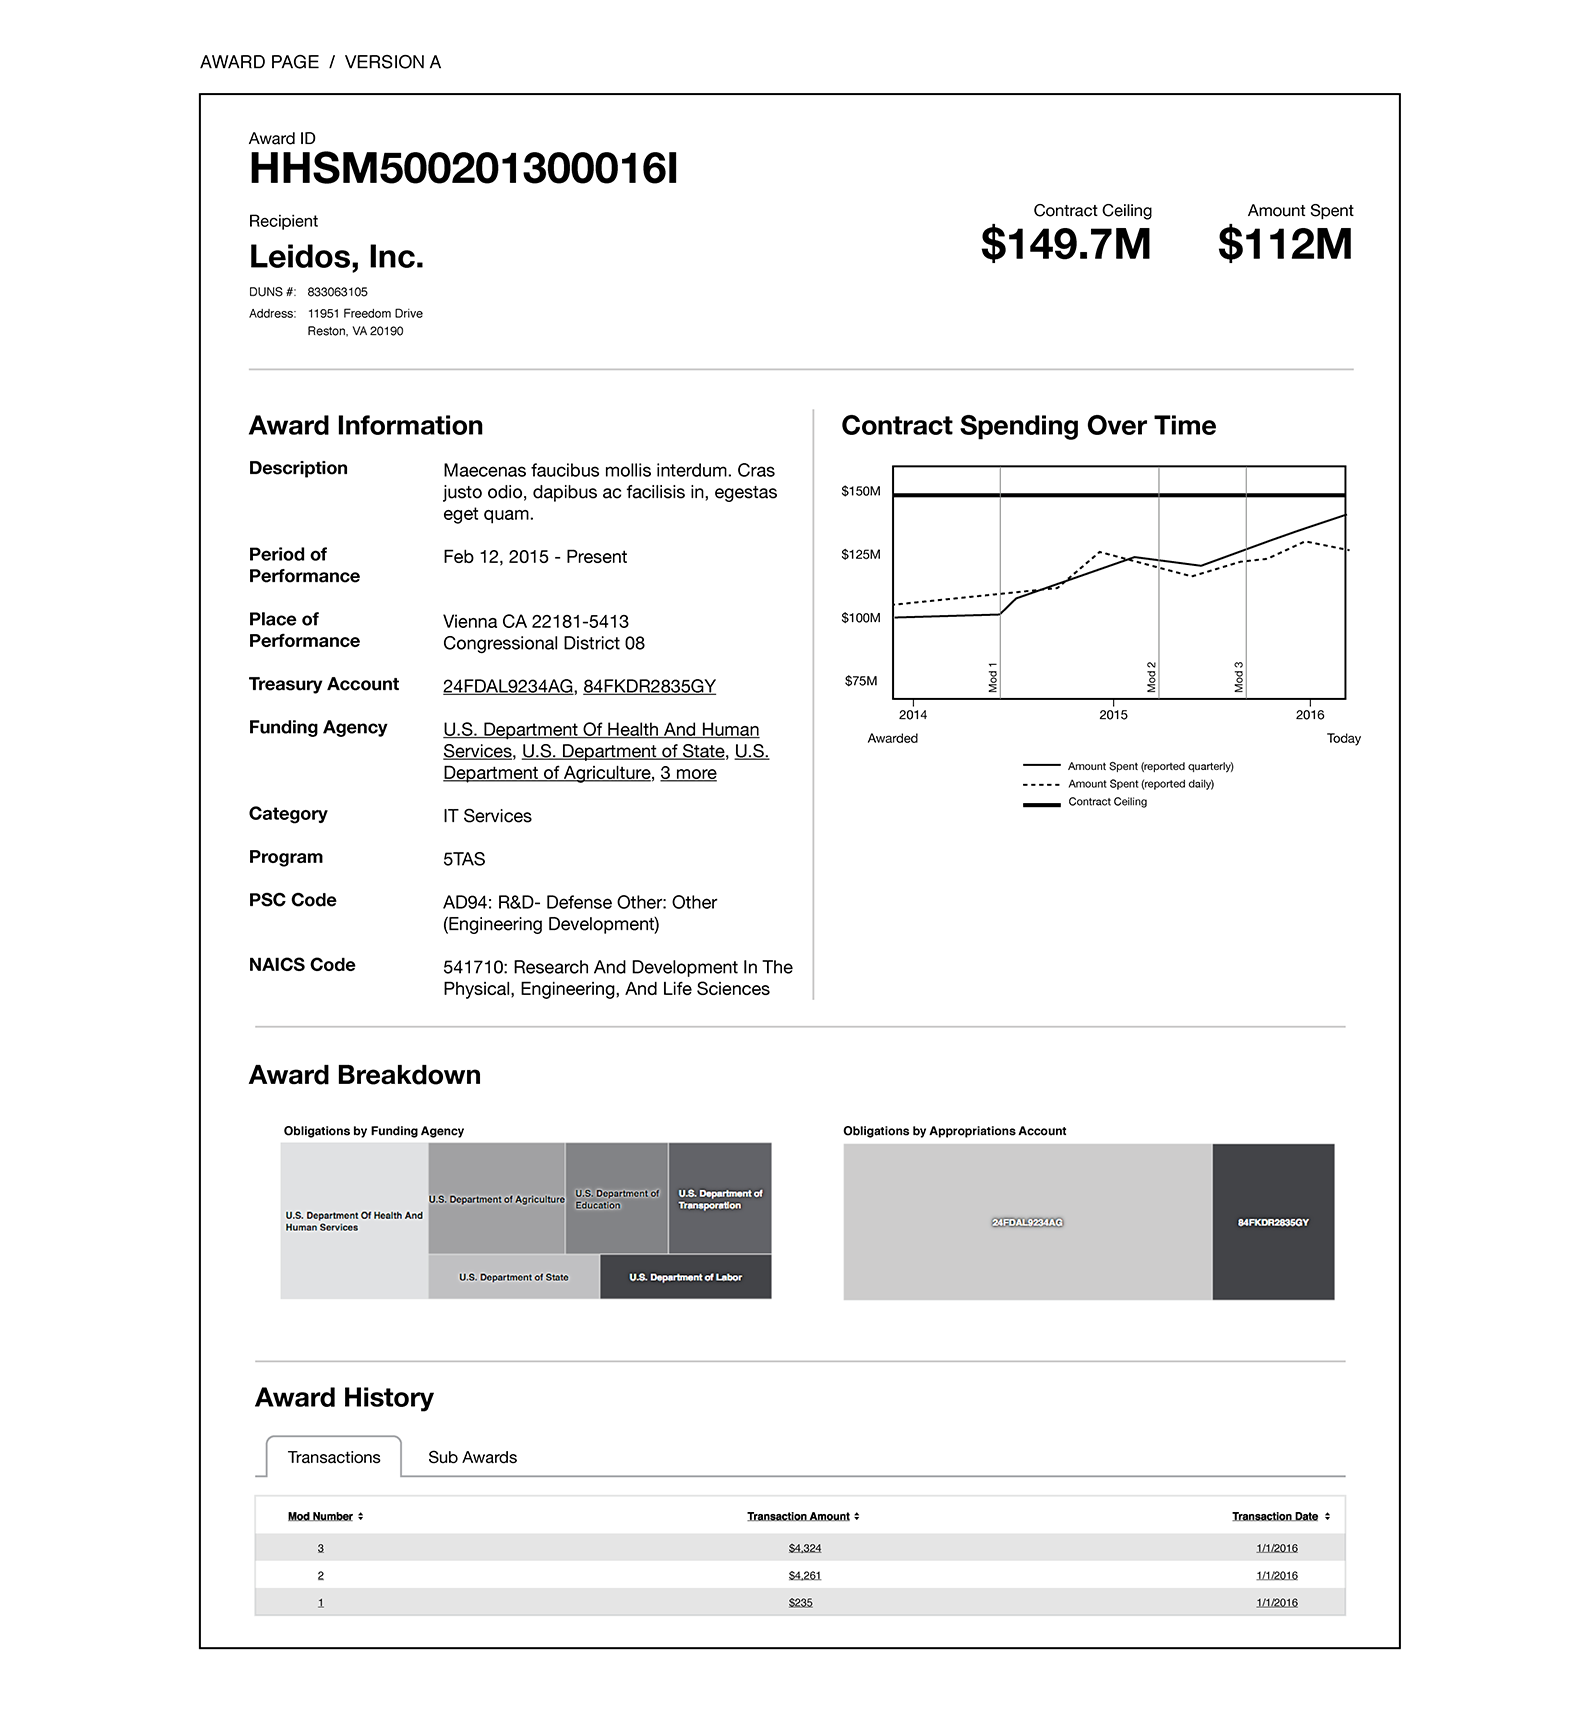 AWARD PAGE / VERSION A
Award ID
HHSM500201300016I
Recipient
Leidos, Inc.
DUNS #: 833063105
Address: 11951 Freedom Drive
Reston, VA 20190
Contract Ceiling
$149.7M
Amount Spent
$112M
Award Information
Description
Maecenas faucibus mollis interdum. Cras
justo odio, dapibus ac facilisis in, egestas
eget quam.
Period of
Performance
Feb 12, 2015 - Present
Place of
Performance
Vienna CA 22181-5413
Congressional District 08
Treasury Account
24FDAL9234AG, 84FKDR2835GY
Funding Agency
U.S. Department Of Health And Human
Services, U.S. Department of State, U.S.
Department of Agriculture, 3 more
Category
IT Services
Program
5TAS
PSC Code
AD94: R&D- Defense Other: Other
(Engineering Development)
NAICS Code
541710: Research And Development In The
Physical, Engineering, And Life Sciences
Contract Spending Over Time
$150M
$125M
$100M
$75M
Mod 1
Mod 2
Mod 3
2014
2015
2016
Awarded
Today
Amount Spent (reported quarterly)
Amount Spent (reported daily)
Contract Ceiling
Award Breakdown
Obligations by Funding Agency
U.S. Department Of Health And
Human Services
U.S. Department of Agriculture
U.S. Department of
Education
U.S. Department of
Transporation
U.S. Department of State
U.S. Department of Labor
Obligations by Appropriations Account
24FDAL9234AG
84FKDR2835GY
Award History
Transactions
Sub Awards
Mod Number Transaction Amount Transaction Date
3 $4,324 1/1/2016
2 $4,261 1/1/2016
1 $235 1/1/2016